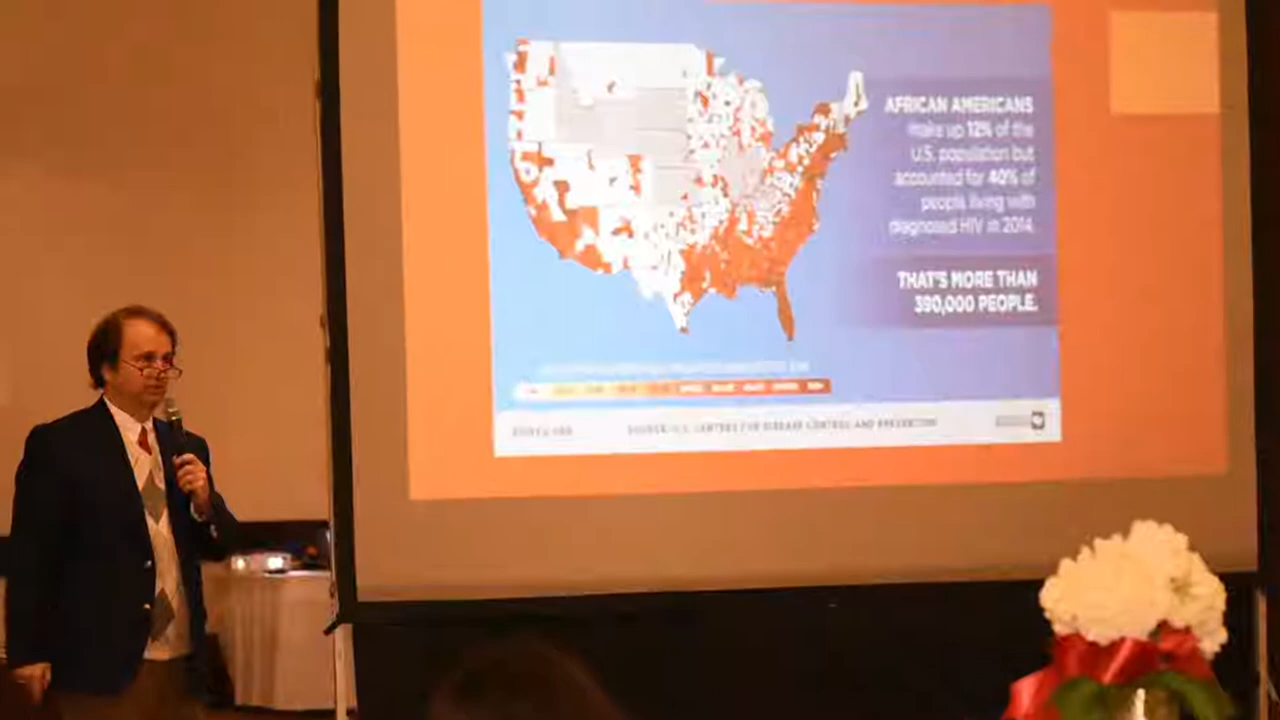 AFRICAN AMERICANS
make up 12% of the
U.S. population but
accounted for 40% of
people living with
diagnosed HIV in 2014.
THAT'S MORE THAN
390,000 PEOPLE.
SOURCE: U.S. CENTERS FOR DISEASE CONTROL AND PREVENTION